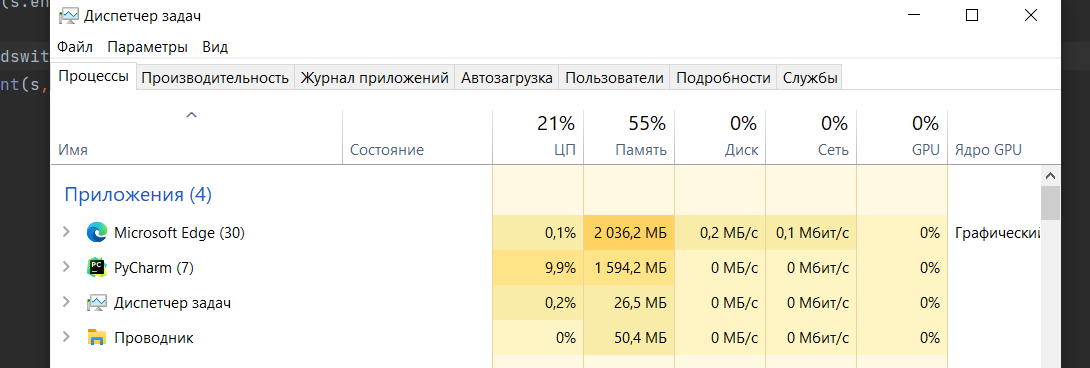 (s.en
Диспетчер задач
Файл Параметры Вид
dswit
Процессы Производительность Журнал приложений Автозагрузка Пользователи Подробности Службы
nt(s,
21% 55% 0% 0% 0%
Имя Состояние ЦП Память Диск Сеть GPU Ядро GPU
Приложения (4)
Microsoft Edge (30) 0,1% 2 036,2 МБ 0,2 МБ/с 0,1 Мбит/с 0% Графический
PC PyCharm (7) 9,9% 1 594,2 МБ 0 МБ/с 0 Мбит/с 0%
Диспетчер задач 0,2% 26,5 МБ 0 МБ/с 0 Мбит/с 0%
Проводник 0% 50,4 МБ 0 МБ/с 0 Мбит/с 0%